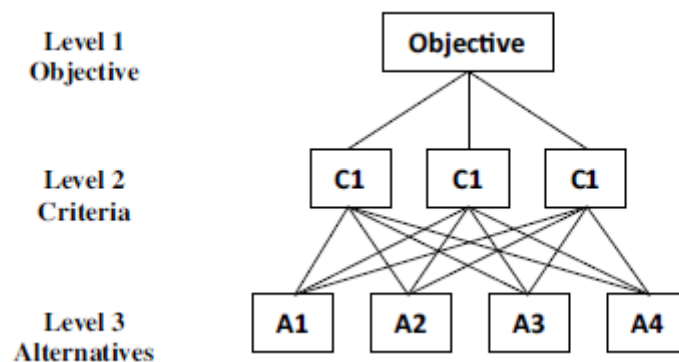 Level 1
Objective
Objective
Level 2
Criteria
C1
C1
C1
Level 3
Alternatives
A1
A2
A3
A4